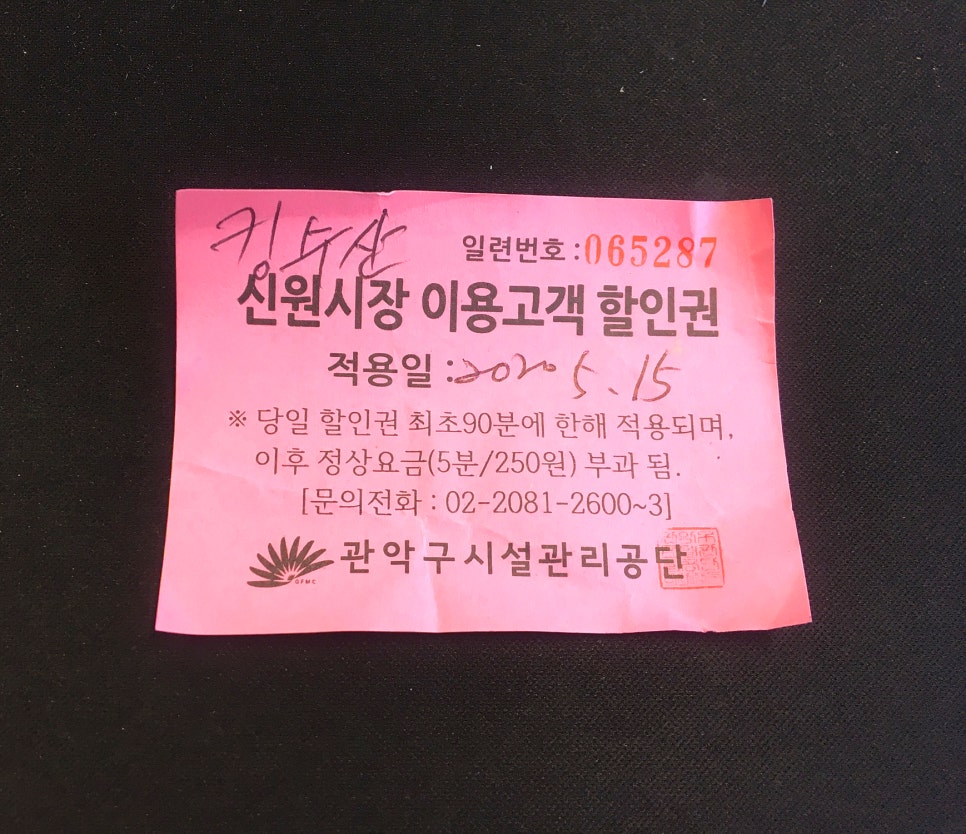 킹수산
일련번호 : 065287
신원시장 이용고객 할인권
적용일 : 2020 5. 15
※ 당일 할인권 최초90분에 한해 적용되며,
이후 정상요금(5분/250원) 부과 됨.
[문의전화 : 02-2081-2600~3]
GFMC
관악구시설관리공단